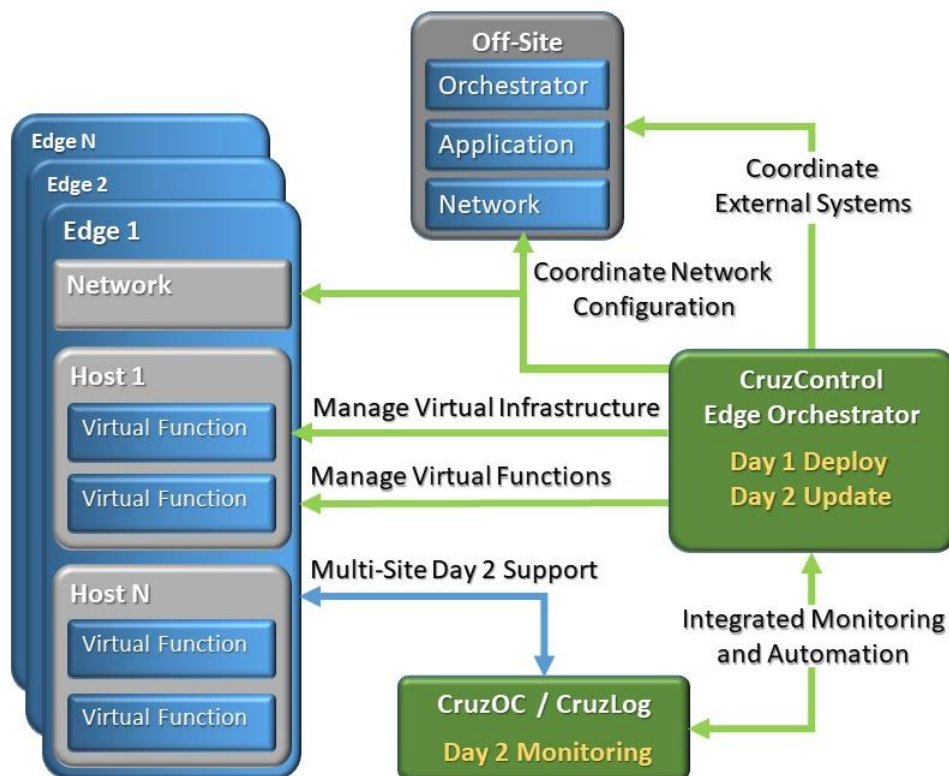 Off-Site
Orchestrator
Application
Network
Edge N
Edge 2
Edge 1
Network
Host 1
Virtual Function
Virtual Function
Host N
Virtual Function
Virtual Function
Coordinate
External Systems
Coordinate Network
Configuration
Manage Virtual Infrastructure
Manage Virtual Functions
Multi-Site Day 2 Support
CruzControl
Edge Orchestrator
Day 1 Deploy
Day 2 Update
Integrated Monitoring
and Automation
CruzOC / CruzLog
Day 2 Monitoring